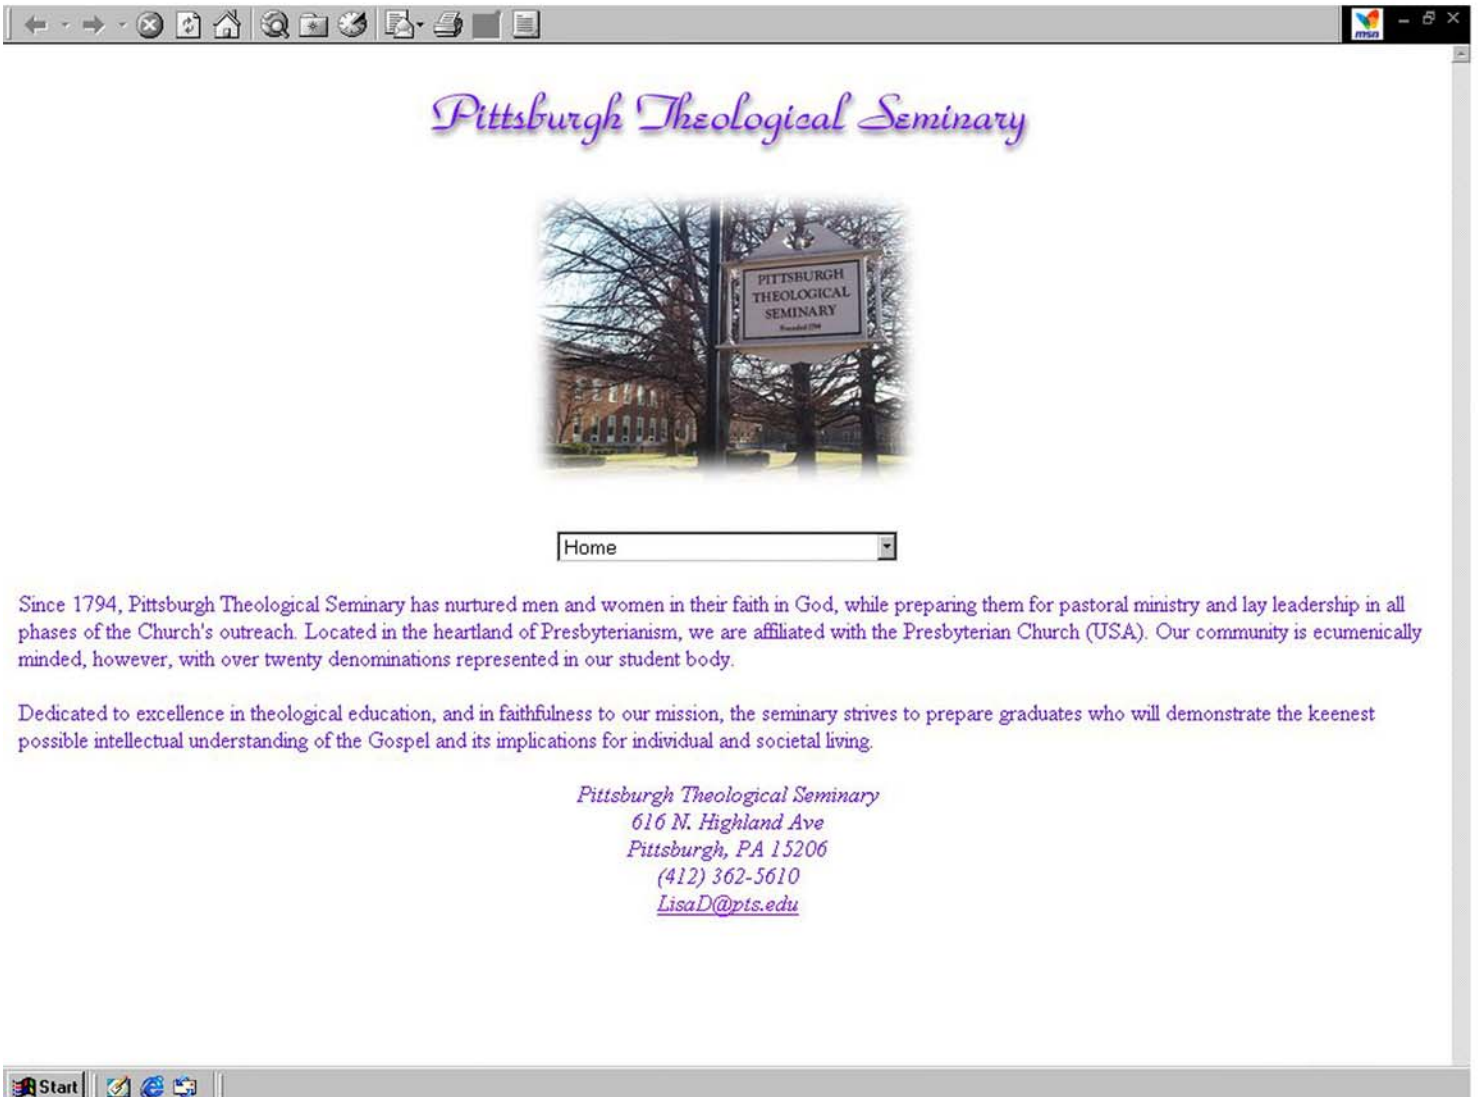 msn
Pittsburgh Theological Seminary
PITTSBURGH
THEOLOGICAL
SEMINARY
Founded 1794
Home
Since 1794, Pittsburgh Theological Seminary has nurtured men and women in their faith in God, while preparing them for pastoral ministry and lay leadership in all
phases of the Church's outreach. Located in the heartland of Presbyterianism, we are affiliated with the Presbyterian Church (USA). Our community is ecumenically
minded, however, with over twenty denominations represented in our student body.
Dedicated to excellence in theological education, and in faithfulness to our mission, the seminary strives to prepare graduates who will demonstrate the keenest
possible intellectual understanding of the Gospel and its implications for individual and societal living.
Pittsburgh Theological Seminary
616 N. Highland Ave
Pittsburgh, PA 15206
(412) 362-5610
LisaD@pts.edu
Start